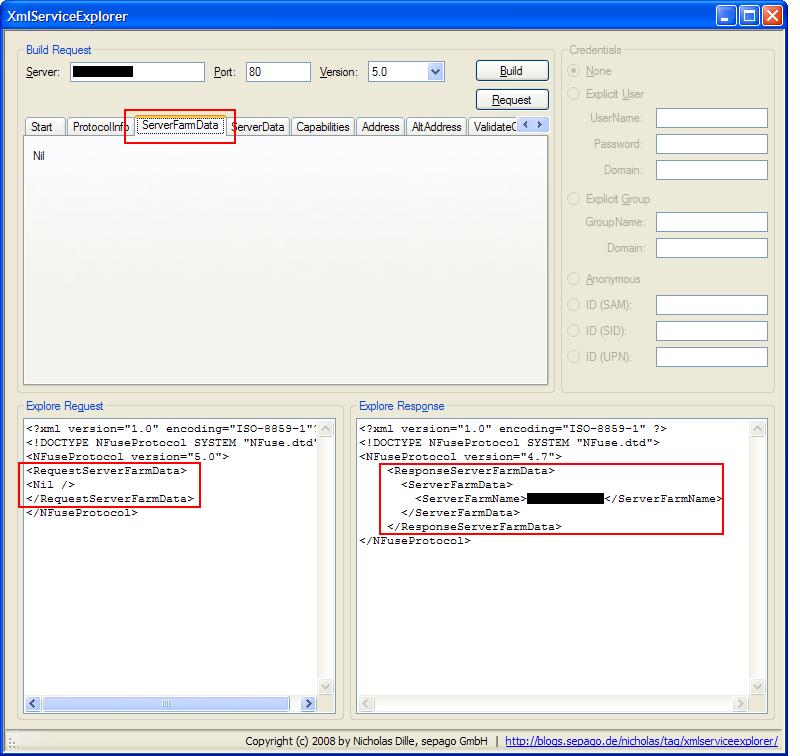 XmlServiceExplorer
Build Request
Server: Port: 80 Version: 5.0 Build
Request
Start ProtocolInfo ServerFarmData ServerData Capabilities Address AltAddress ValidateC
Nil
Credentials
None
Explicit User
UserName:
Password:
Domain:
Explicit Group
GroupName:
Domain:
Anonymous
ID (SAM):
ID (SID):
ID (UPN):
Explore Request
<?xml version="1.0" encoding="ISO-8859-1"?
<!DOCTYPE NFuseProtocol SYSTEM "NFuse.dtd"
<NFuseProtocol version="5.0">
<RequestServerFarmData>
<Nil />
</RequestServerFarmData>
</NFuseProtocol>
Explore Response
<?xml version="1.0" encoding="ISO-8859-1" ?>
<!DOCTYPE NFuseProtocol SYSTEM "NFuse.dtd">
<NFuseProtocol version="4.7">
<ResponseServerFarmData>
<ServerFarmData>
<ServerFarmName></ServerFarmName>
</ServerFarmData>
</ResponseServerFarmData>
</NFuseProtocol>
Copyright (c) 2008 by Nicholas Dille, sepago GmbH | http://blogs.sepago.de/nicholas/tag/xmlserviceexplorer/